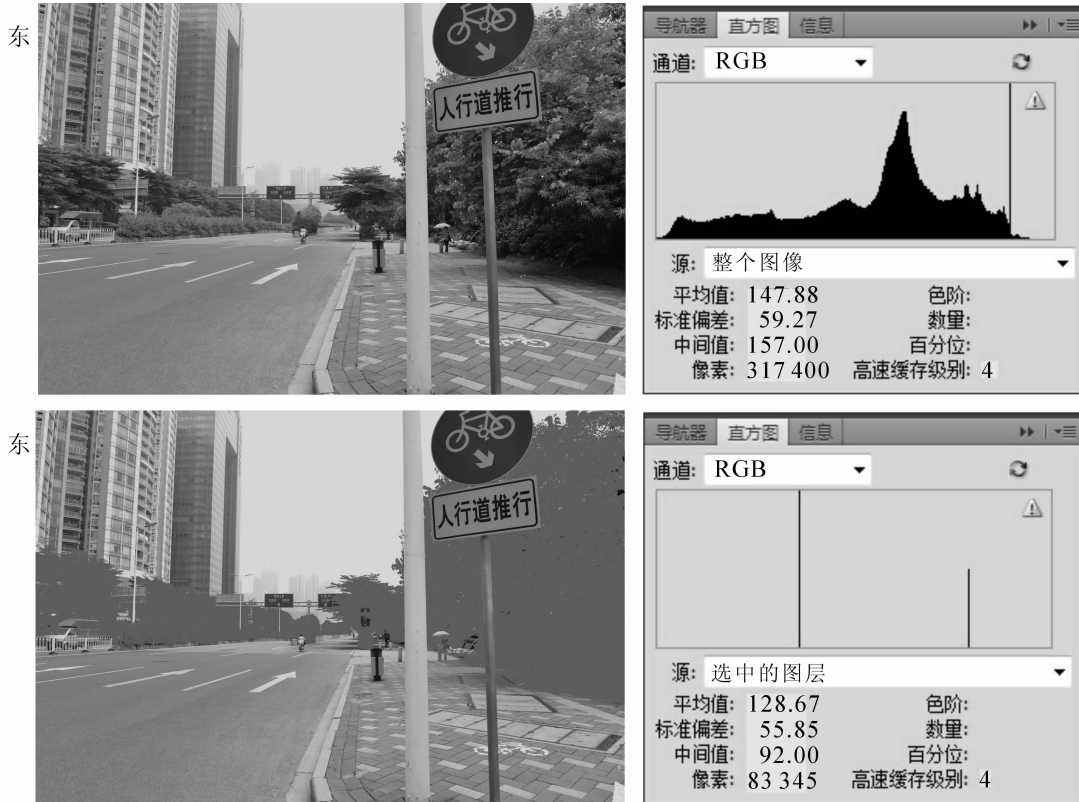 东
人行道推行
导航器 直方图 信息
通道: RGB
源: 整个图像
平均值: 147.88 色阶:
标准偏差: 59.27 数量:
中间值: 157.00 百分位:
像素: 317 400 高速缓存级别: 4
东
人行道推行
导航器 直方图 信息
通道: RGB
源: 选中的图层
平均值: 128.67 色阶:
标准偏差: 55.85 数量:
中间值: 92.00 百分位:
像素: 83 345 高速缓存级别: 4